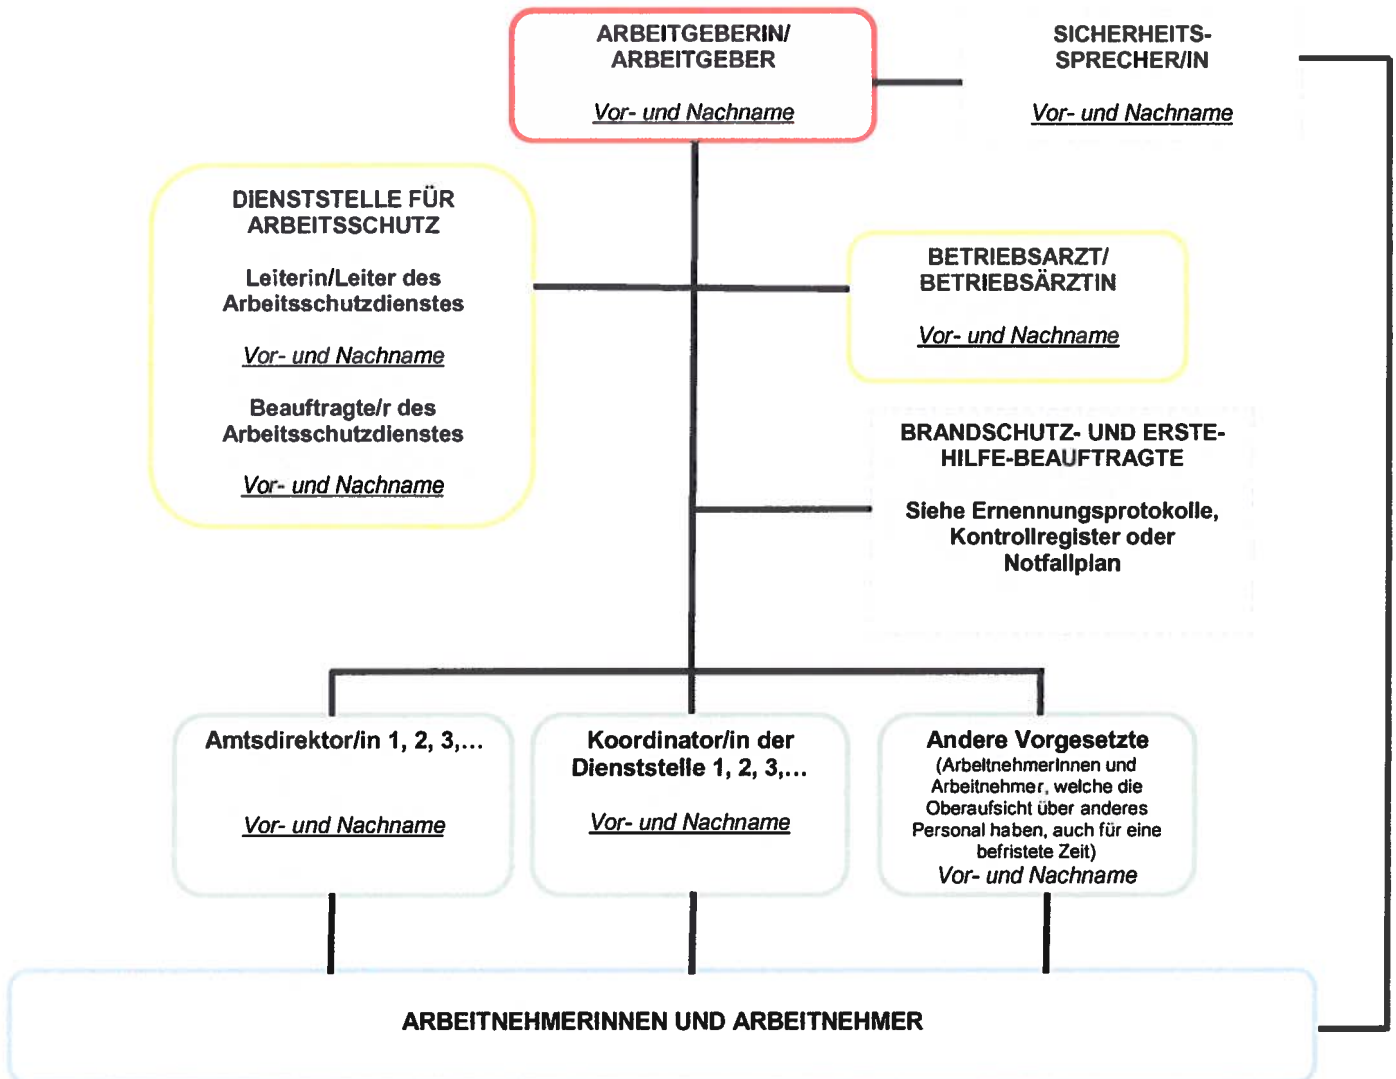 ARBEITGEBERIN/
ARBEITGEBER
Vor- und Nachname
SICHERHEITS-
SPRECHER/IN
Vor- und Nachname
DIENSTSTELLE FÜR
ARBEITSSCHUTZ
Leiterin/Leiter des
Arbeitsschutzdienstes
Vor- und Nachname
Beauftragte/r des
Arbeitsschutzdienstes
Vor- und Nachname
BETRIEBSARZT/
BETRIEBSÄRZTIN
Vor- und Nachname
BRANDSCHUTZ- UND ERSTE-
HILFE-BEAUFTRAGTE
Siehe Ernennungsprotokolle,
Kontrollregister oder
Notfallplan
Amtsdirektor/in 1, 2, 3,...
Vor- und Nachname
Koordinator/in der
Dienststelle 1, 2, 3,...
Vor- und Nachname
Andere Vorgesetzte
(ArbeitnehmerInnen und
Arbeitnehmer, welche die
Oberaufsicht über anderes
Personal haben, auch für eine
befristete Zeit)
Vor- und Nachname
ARBEITNEHMERINNEN UND ARBEITNEHMER